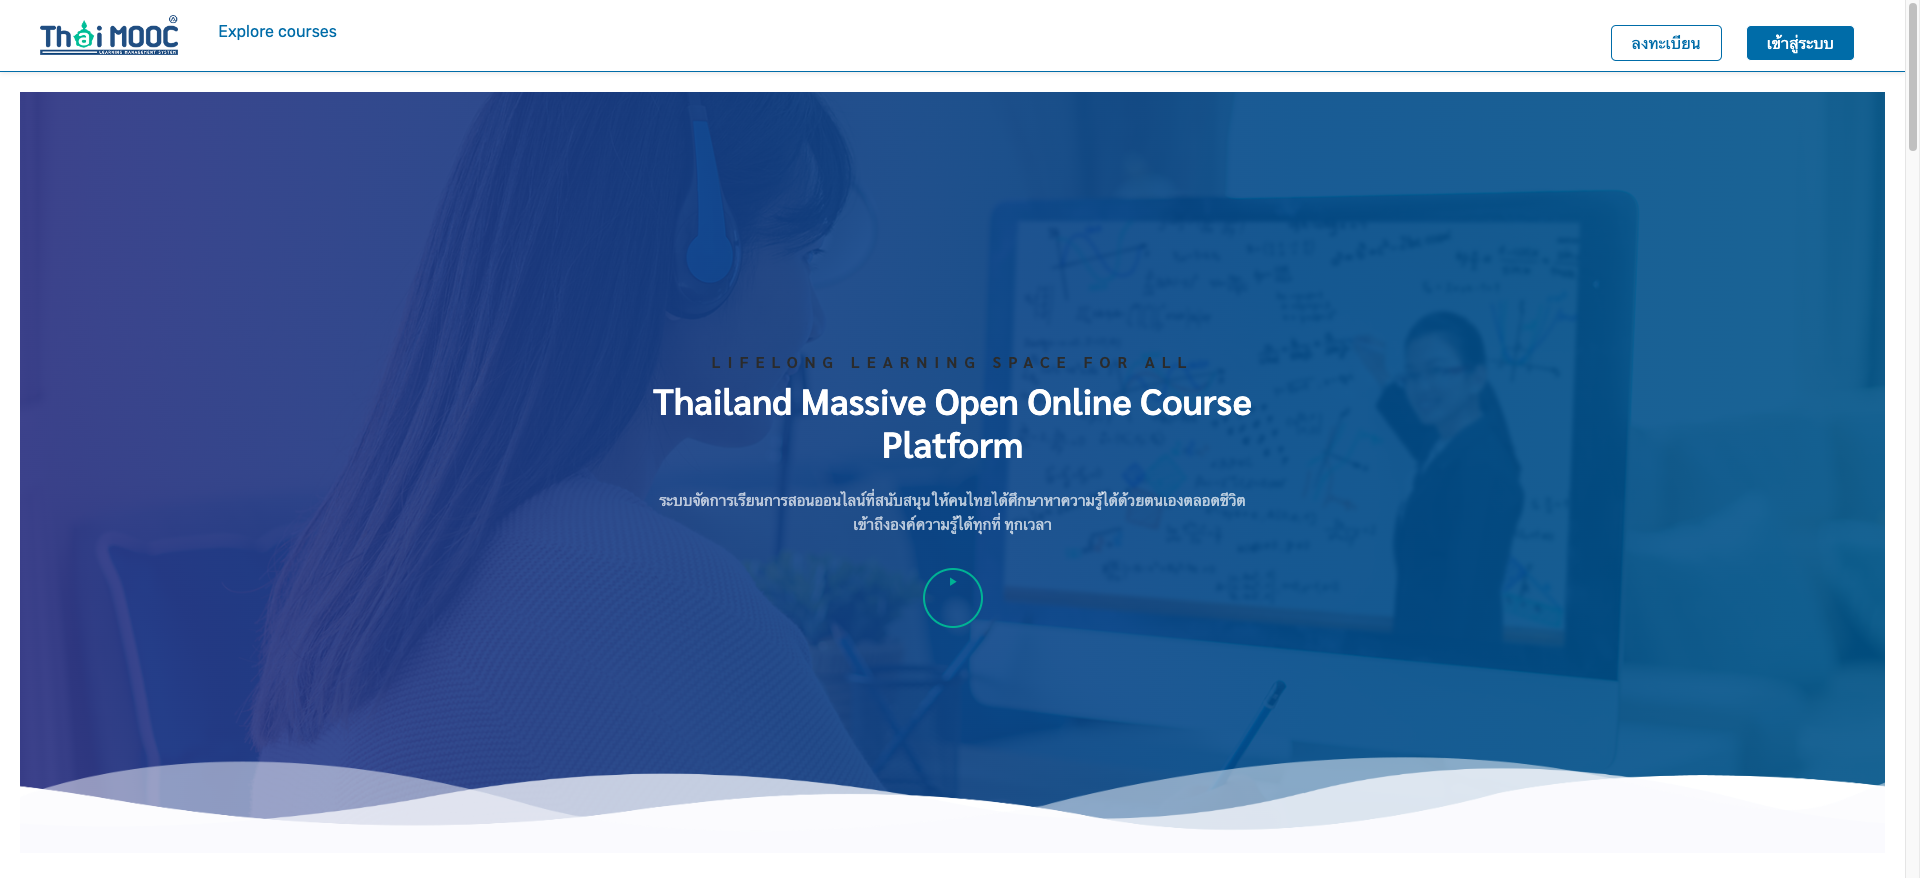 Thai MOOC
LEARNING MANAGEMENT SYSTEM
Explore courses
ลงทะเบียน
เข้าสู่ระบบ
LIFELONG LEARNING SPACE FOR ALL
Thailand Massive Open Online Course
Platform
ระบบจัดการเรียนการสอนออนไลน์ที่สนับสนุน ให้คนไทยได้ศึกษาหาความรู้ได้ด้วยตนเองตลอดชีวิต
เข้าถึงองค์ความรู้ได้ทุกที่ ทุกเวลา